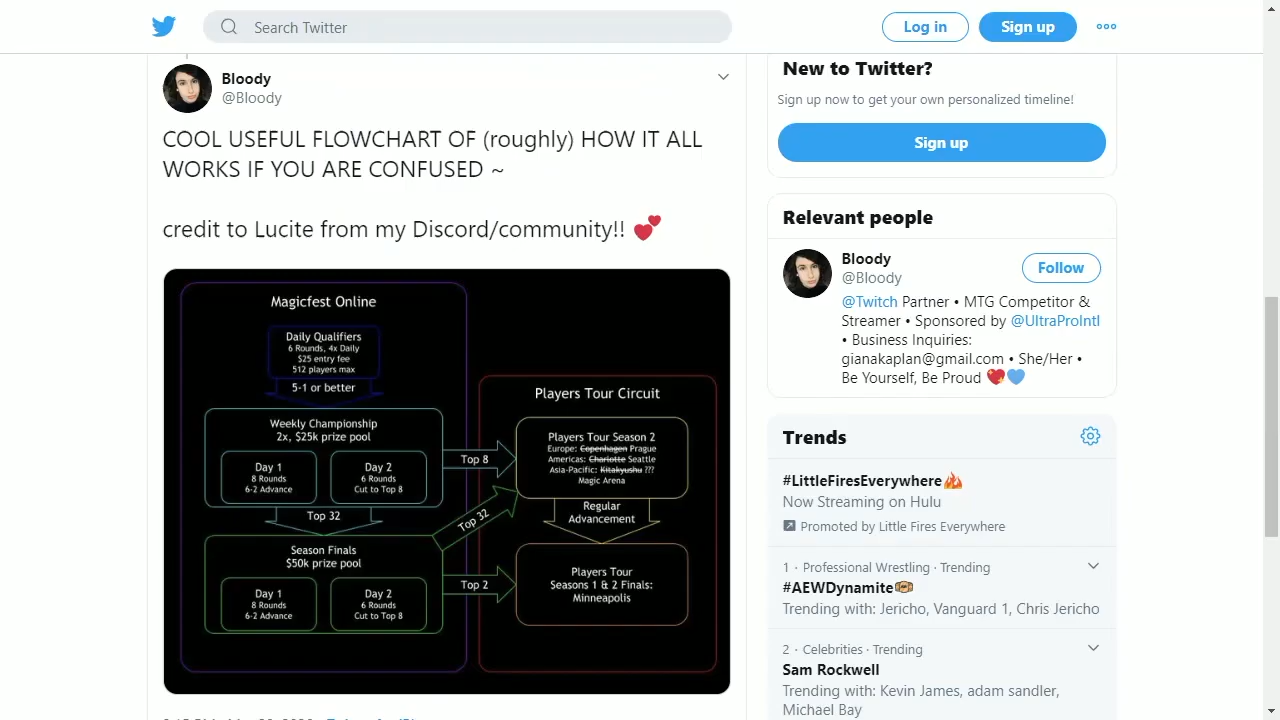 Search Twitter
Log in
Sign up
Bloody
@Bloody
COOL USEFUL FLOWCHART OF (roughly) HOW IT ALL
WORKS IF YOU ARE CONFUSED ~
credit to Lucite from my Discord/community!! 💕
Magicfest Online
Daily Qualifiers
6 Rounds, 4x Daily
$25 entry fee
512 players max
5-1 or better
Weekly Championship
2x, $25k prize pool
Day 1
8 Rounds
6-2 Advance
Day 2
6 Rounds
Cut to Top 8
Top 32
Season Finals
$50k prize pool
Day 1
8 Rounds
6-2 Advance
Day 2
6 Rounds
Cut to Top 8
Top 8
Top 32
Top 2
Players Tour Circuit
Players Tour Season 2
Europe: Copenhagen Prague
Americas: Charlotte Seattle
Asia-Pacific: Kitakyushu ???
Magic Arena
Regular
Advancement
Players Tour
Seasons 1 & 2 Finals:
Minneapolis
New to Twitter?
Sign up now to get your own personalized timeline!
Sign up
Relevant people
Bloody
@Bloody
Follow
@Twitch Partner • MTG Competitor &
Streamer • Sponsored by @UltraProIntl
• Business Inquiries:
gianakaplan@gmail.com • She/Her •
Be Yourself, Be Proud 💖💙
Trends
#LittleFiresEverywhere🔥
Now Streaming on Hulu
Promoted by Little Fires Everywhere
1 · Professional Wrestling · Trending
#AEWDynamite
Trending with: Jericho, Vanguard 1, Chris Jericho
2 · Celebrities · Trending
Sam Rockwell
Trending with: Kevin James, adam sandler,
Michael Bay